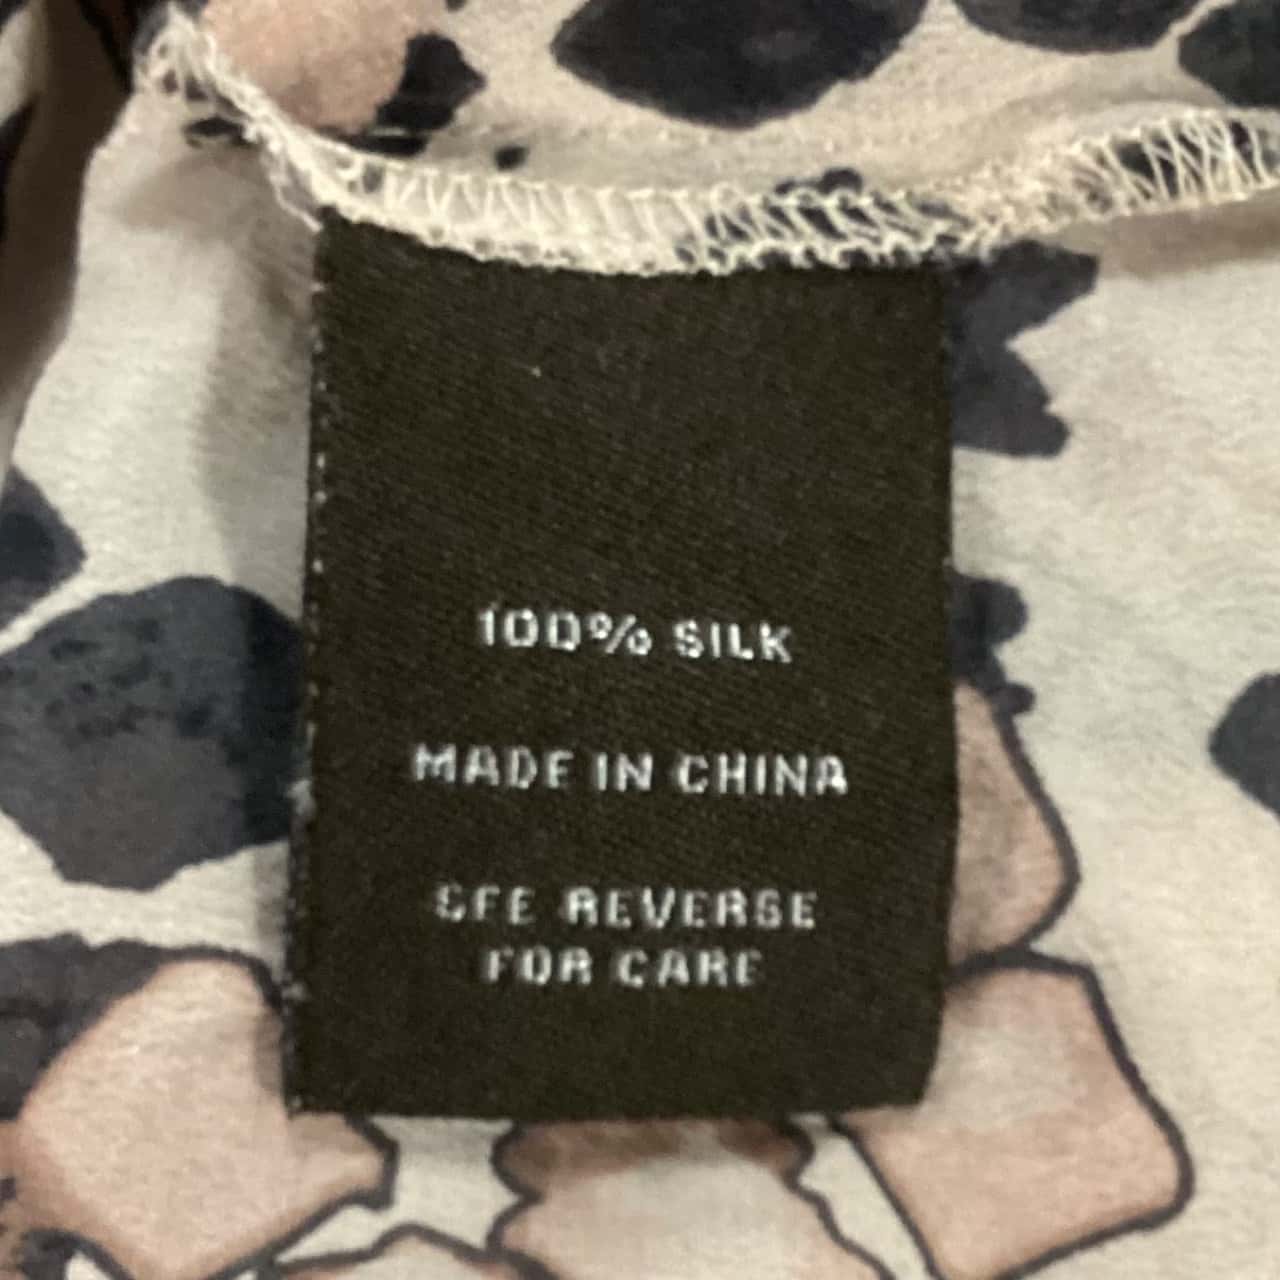 100% SILK
MADE IN CHINA
SEE REVERSE
FOR CARE